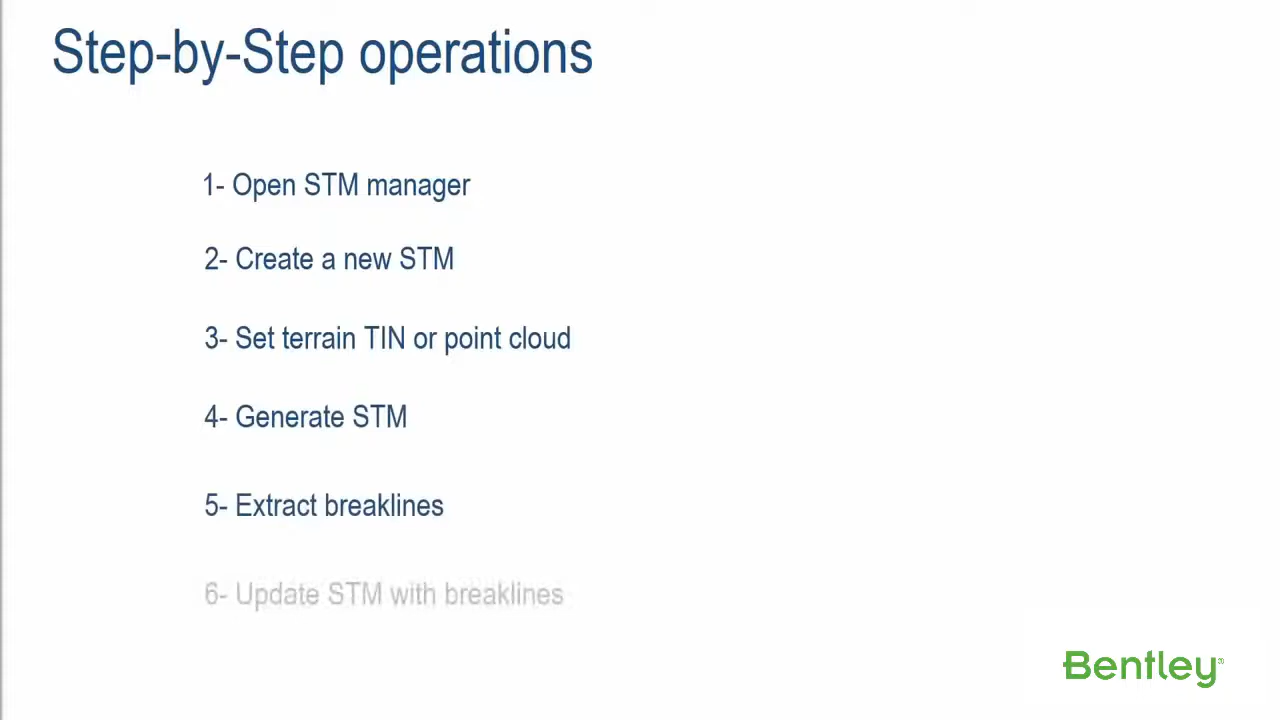 Step-by-Step operations
1- Open STM manager
2- Create a new STM
3- Set terrain TIN or point cloud
4- Generate STM
5- Extract breaklines
6- Update STM with breaklines
Bentley®